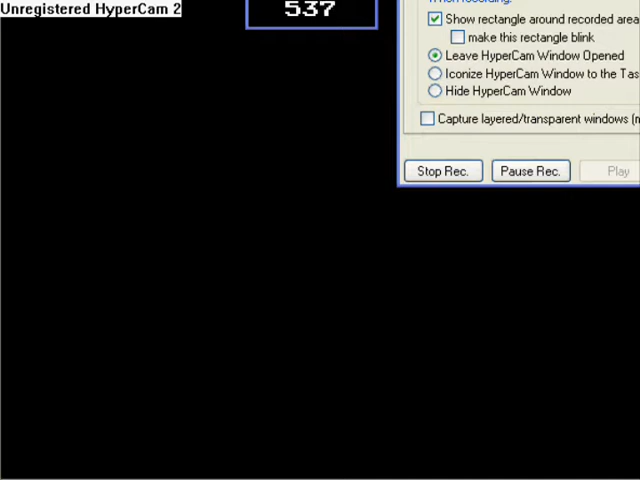 Unregistered HyperCam 2
537
Show rectangle around recorded area
make this rectangle blink
Leave HyperCam Window Opened
Iconize HyperCam Window to the Tas
Hide HyperCam Window
Capture layered/transparent windows (n
Stop Rec.
Pause Rec.
Play